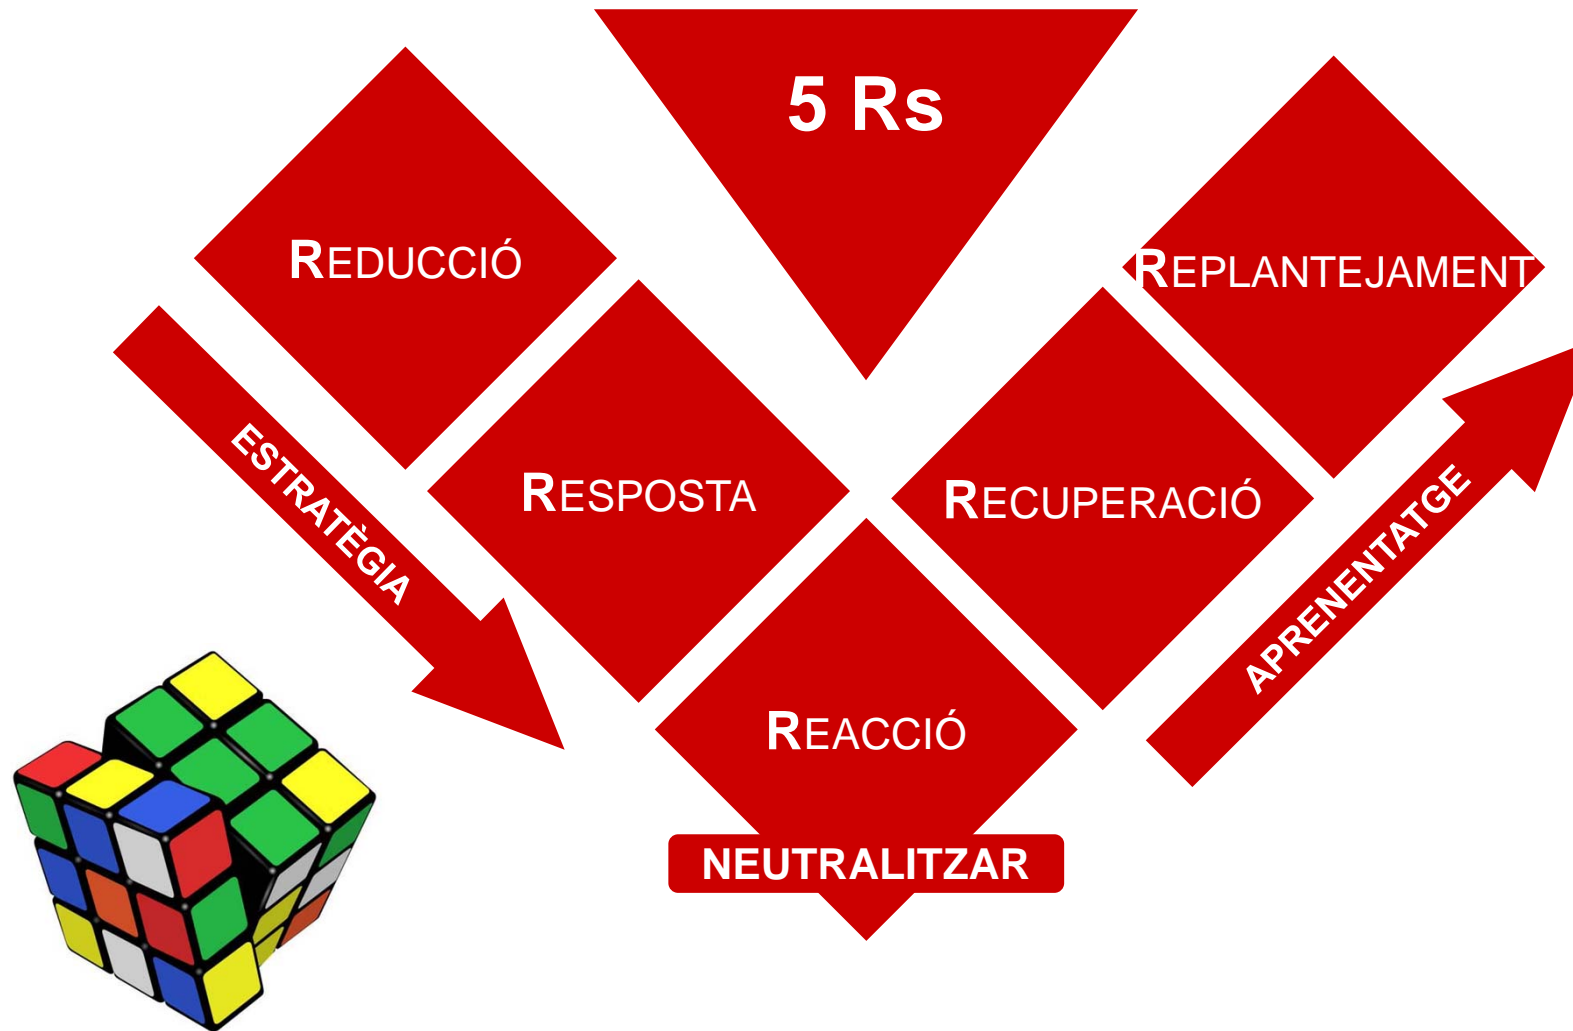 5 Rs
REDUCCIÓ
REPLANTEJAMENT
RESPOSTA
RECUPERACIÓ
ESTRATÈGIA
APRENENTATGE
REACCIÓ
NEUTRALITZAR